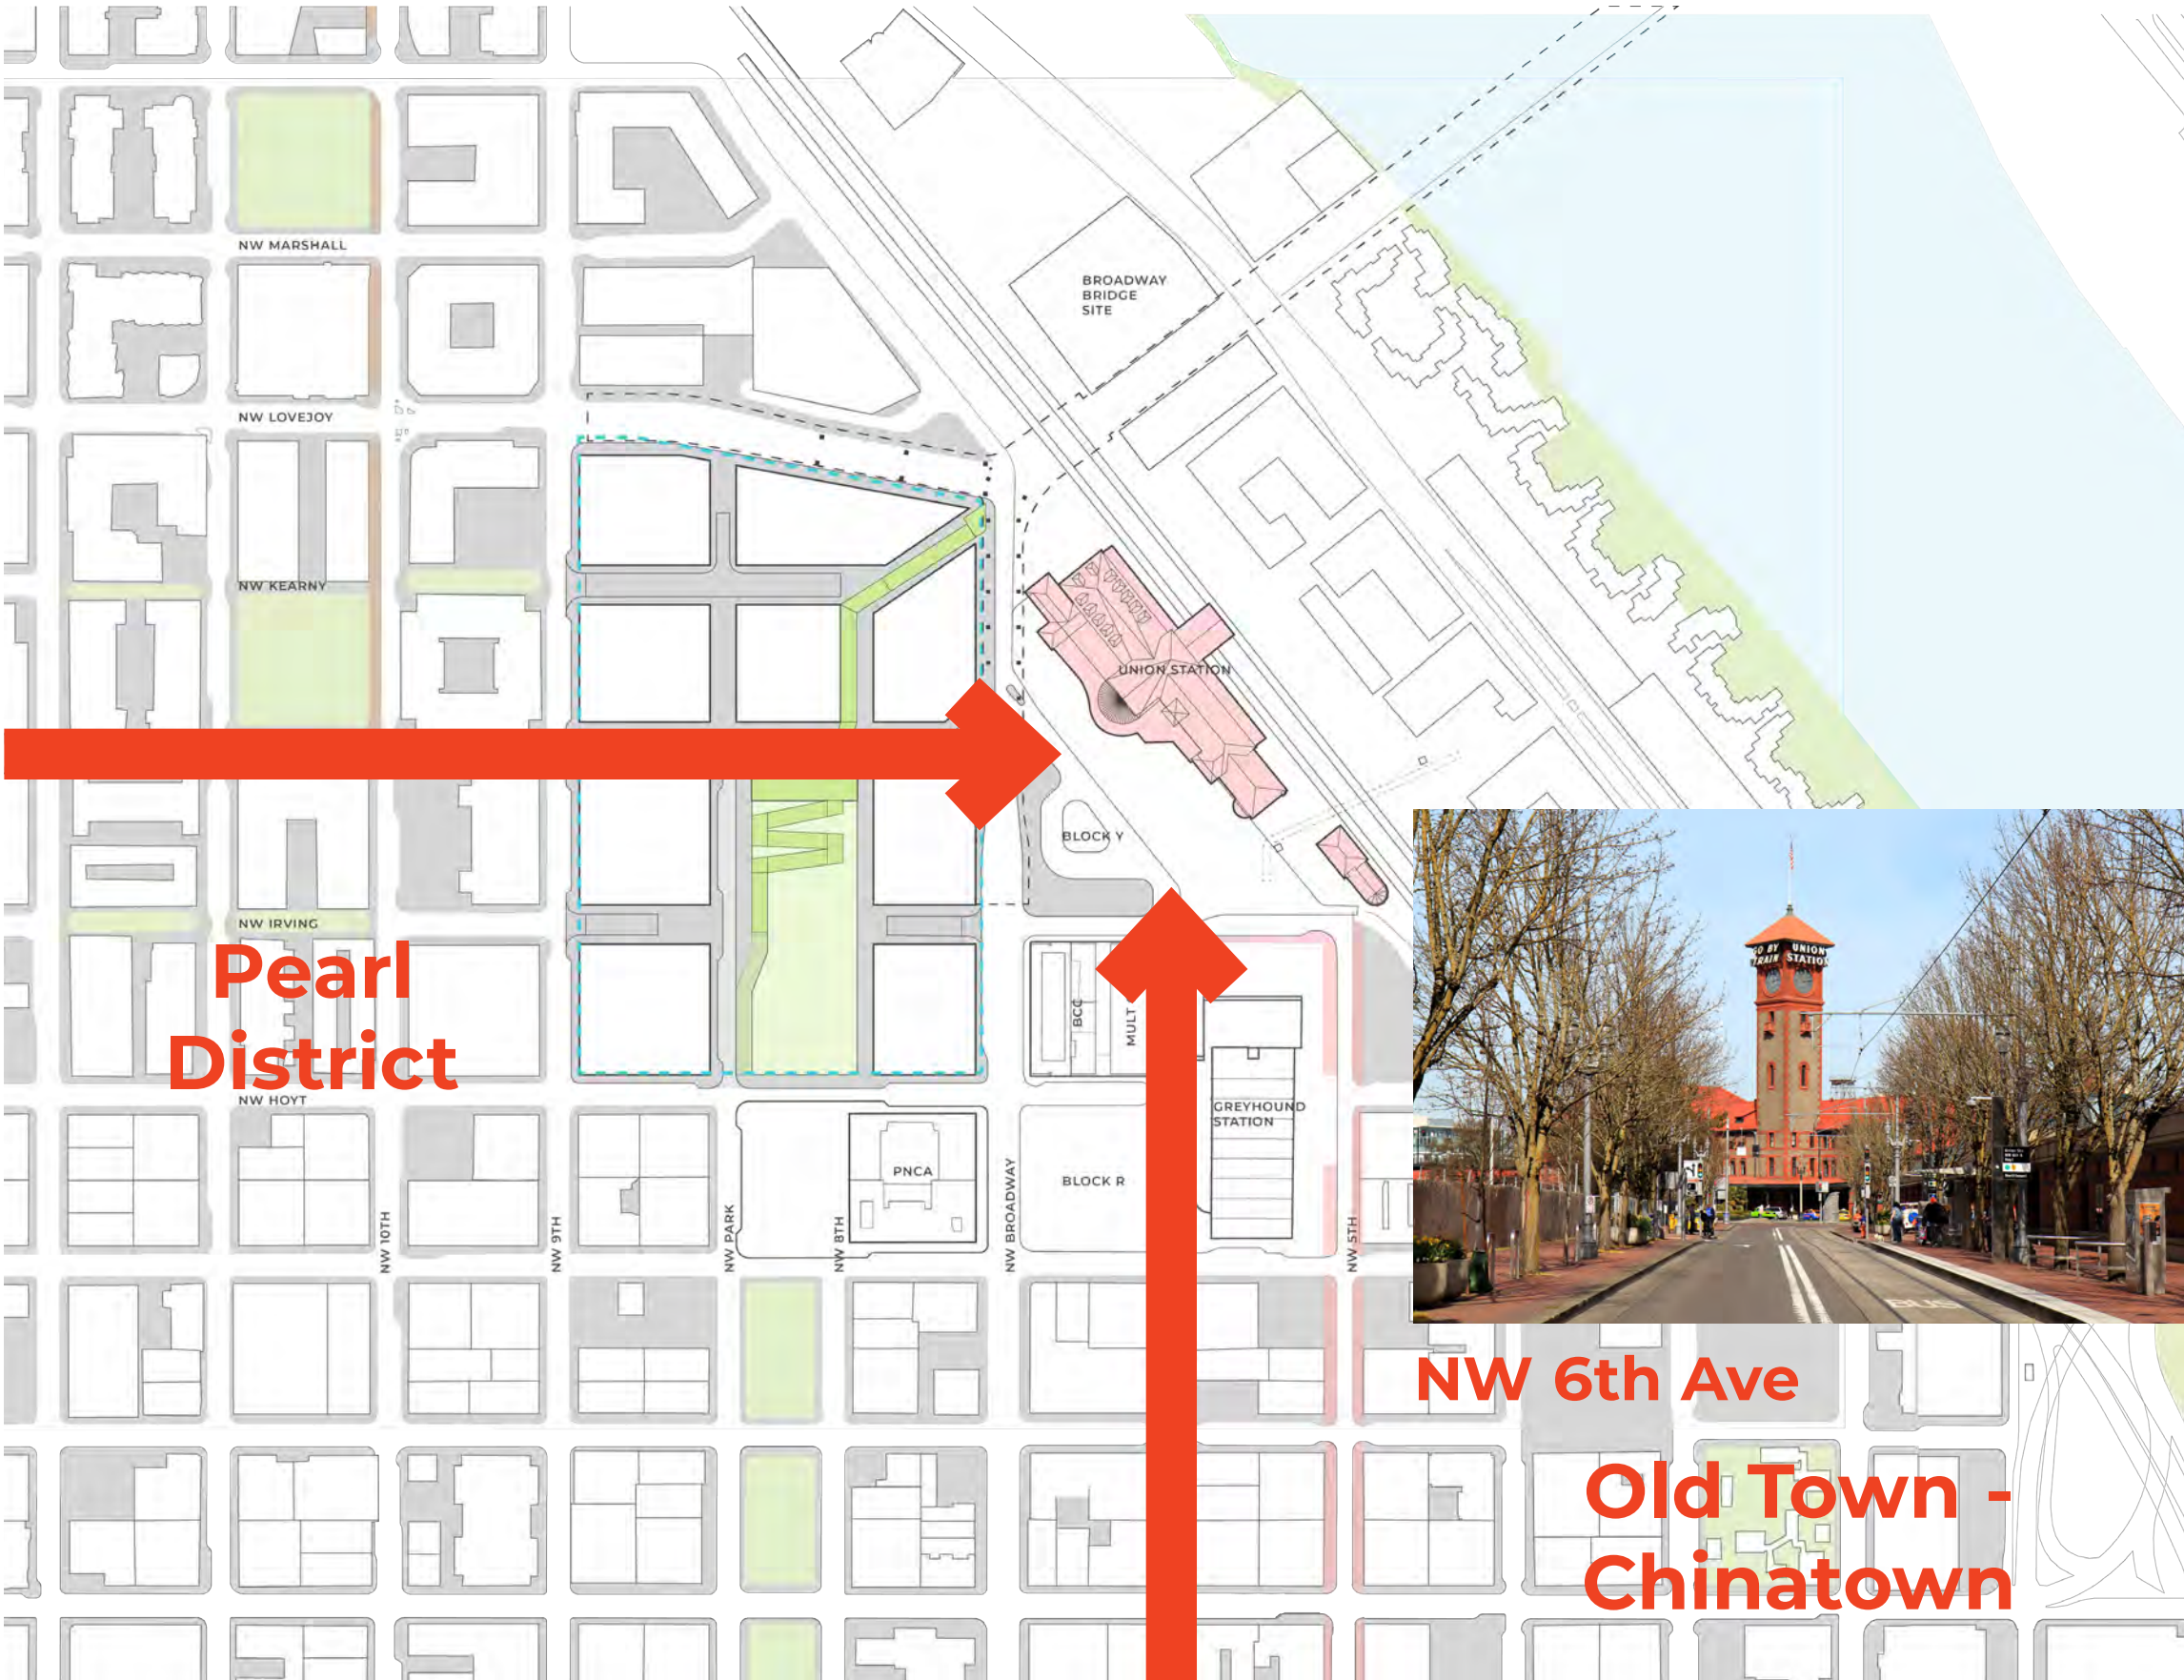 NW MARSHALL
BROADWAY
BRIDGE
SITE
NW LOVEJOY
NW KEARNY
UNION STATION
BLOCK Y
NW IRVING
Pearl
District
BCC
MULT
NW HOYT
GREYHOUND
STATION
PNCA
BLOCK R
NW 10TH
NW 9TH
NW PARK
NW 8TH
NW BROADWAY
NW 5TH
GO BY
TRAIN
UNION
STATION
BUS
NW 6th Ave
Old Town -
Chinatown